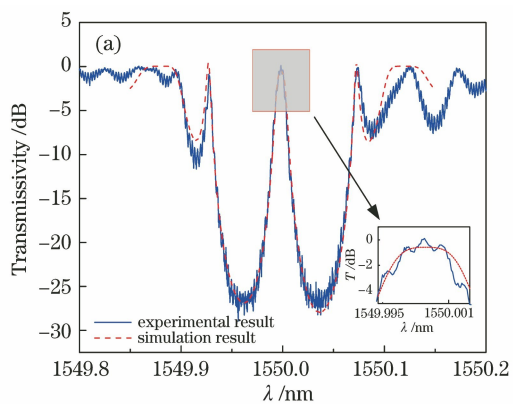 (a)
5
0
−5
−10
−15
−20
−25
−30
Transmissivity /dB
experimental result
simulation result
1549.8
1549.9
1550.0
1550.1
1550.2
λ /nm
0
−2
−4
T /dB
1549.995
1550.001
λ /nm